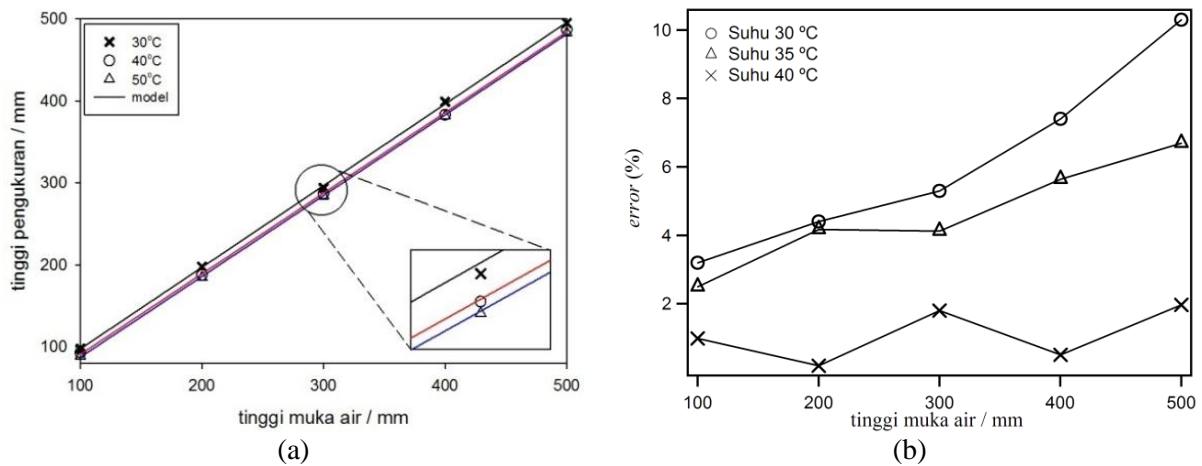 500
400
300
200
100
tinggi pengukuran / mm
30°C
40°C
50°C
model
100 200 300 400 500
tinggi muka air / mm
(a)
10
8
6
4
2
error (%)
Suhu 30 ºC
Suhu 35 ºC
Suhu 40 ºC
100 200 300 400 500
tinggi muka air / mm
(b)